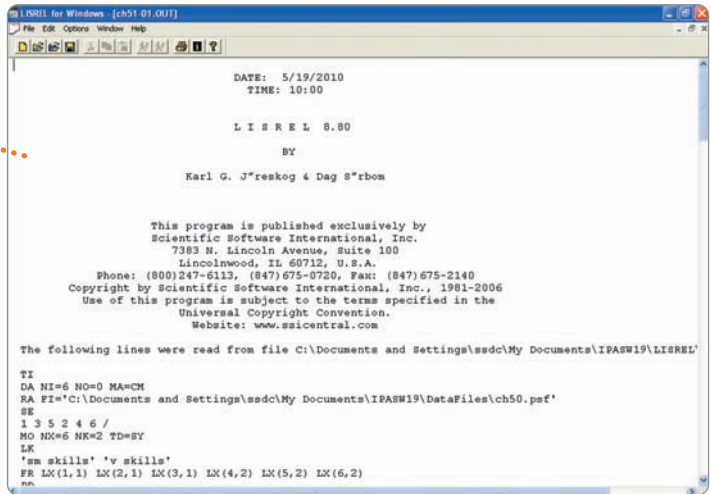 LISREL for Windows - [ch51-01.OUT]
File Edit Options Window Help
DATE: 5/19/2010
TIME: 10:00
L I S R E L 8.80
BY
Karl G. J”reskog & Dag S”rbom
This program is published exclusively by
Scientific Software International, Inc.
7383 N. Lincoln Avenue, Suite 100
Lincolnwood, IL 60712, U.S.A.
Phone: (800)247-6113, (847)675-0720, Fax: (847)675-2140
Copyright by Scientific Software International, Inc., 1981-2006
Use of this program is subject to the terms specified in the
Universal Copyright Convention.
Website: www.ssicentral.com
The following lines were read from file C:\Documents and Settings\ssdc\My Documents\IPASW19\LISREL
TI
DA NI=6 NO=0 MA=CM
RA FI='C:\Documents and Settings\ssdc\My Documents\IPASW19\DataFiles\ch50.psf'
SE
1 3 5 2 4 6 /
MO NX=6 NK=2 TD=SY
LK
'sm skills' 'v skills'
FR LX(1,1) LX(2,1) LX(3,1) LX(4,2) LX(5,2) LX(6,2)